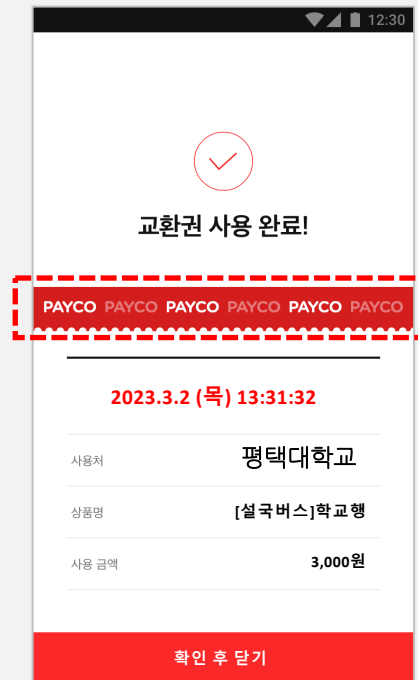 12:30
교환권 사용 완료!
PAYCO PAYCO PAYCO PAYCO PAYCO PAYCO
2023.3.2 (목) 13:31:32
사용처 평택대학교
상품명 [설국버스]학교행
사용 금액 3,000원
확인 후 닫기